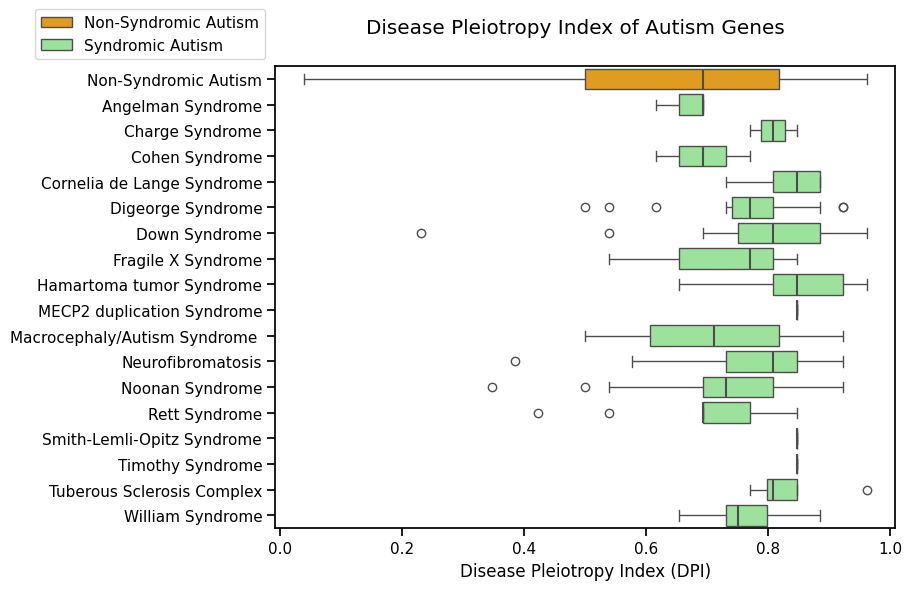 Non-Syndromic Autism
Syndromic Autism
Disease Pleiotropy Index of Autism Genes
Non-Syndromic Autism
Angelman Syndrome
Charge Syndrome
Cohen Syndrome
Cornelia de Lange Syndrome
Digeorge Syndrome
Down Syndrome
Fragile X Syndrome
Hamartoma tumor Syndrome
MECP2 duplication Syndrome
Macrocephaly/Autism Syndrome
Neurofibromatosis
Noonan Syndrome
Rett Syndrome
Smith-Lemli-Opitz Syndrome
Timothy Syndrome
Tuberous Sclerosis Complex
William Syndrome
0.0 0.2 0.4 0.6 0.8 1.0
Disease Pleiotropy Index (DPI)